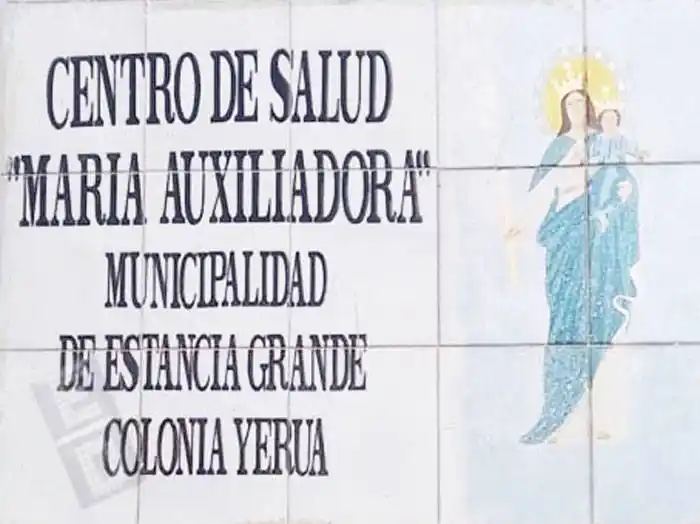 CENTRO DE SALUD
"MARIA AUXILIADORA"
MUNICIPALIDAD
DE ESTANCIA GRANDE
COLONIA YERUA